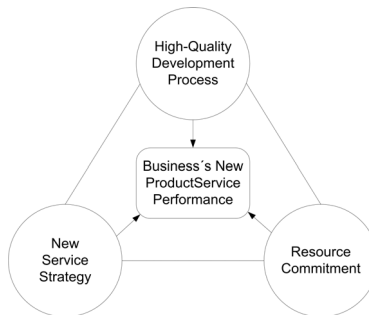 High-Quality
Development
Process
Business´s New
ProductService
Performance
New
Service
Strategy
Resource
Commitment